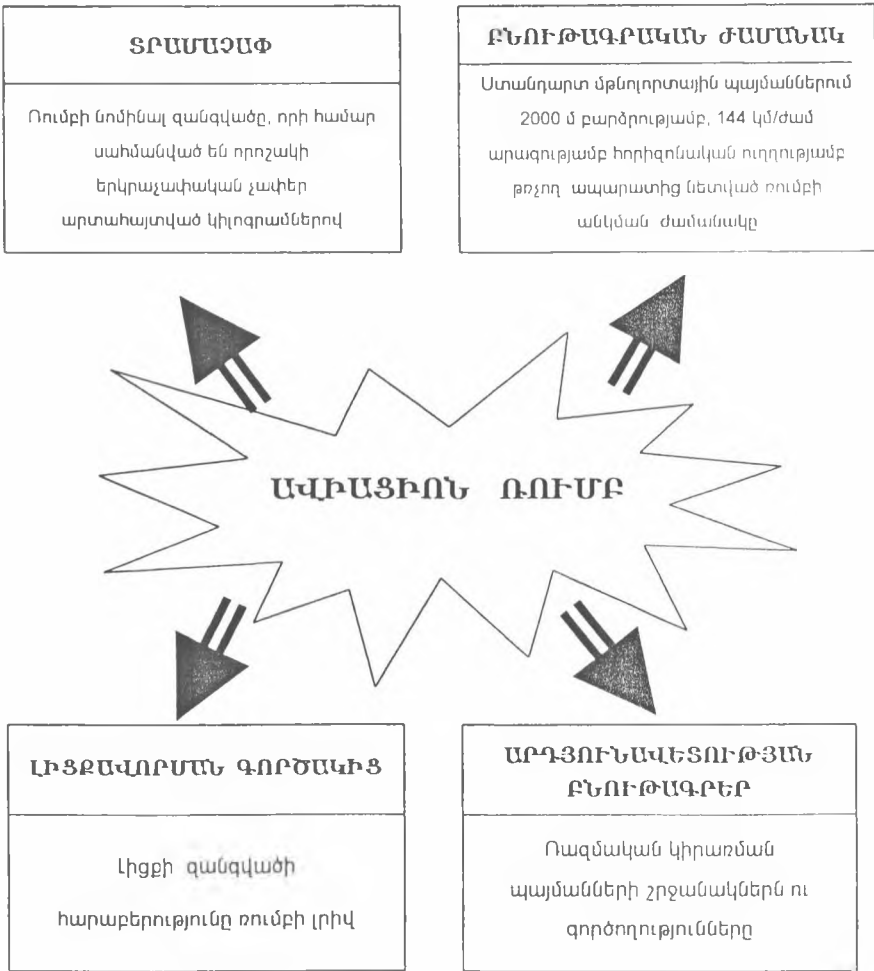 ՏՐԱՄԱՉԱՓ
Ռումբի նոմինալ զանգվածը, որի համար
սահմանված են որոշակի
երկրաչափական չափեր
արտահայտված կիլոգրամներով
ԲՆՈՒԹԱԳՐԱԿԱՆ ԺԱՄԱՆԱԿ
Ստանդարտ մթնոլորտային պայմաններում
2000 մ բարձրությամբ, 144 կմ/ժամ
արագությամբ հորիզոնական ուղղությամբ
թռչող ապարատից նետված ռումբի
անկման ժամանակը
ԱՎԻԱՑԻՈՆ ՌՈՒՄԲ
ԼԻՑՔԱՎՈՐՄԱՆ ԳՈՐԾԱԿԻՑ
Լիցքի զանգվածի
հարաբերությունը ռումբի լրիվ
ԱՐԴՅՈՒՆԱՎԵՏՈՒԹՅԱՆ
ԲՆՈՒԹԱԳՐԵՐ
Ռազմական կիրառման
պայմանների շրջանակներն ու
գործողությունները